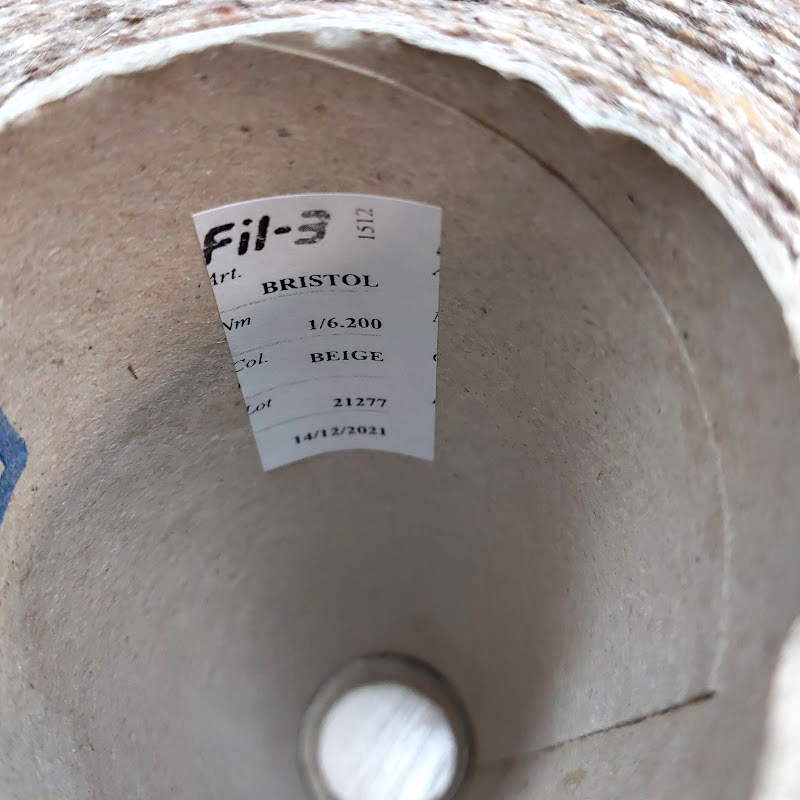 Fil-3 1512
Art. BRISTOL
Nm 1/6.200
Col. BEIGE
Lot 21277
14/12/2021